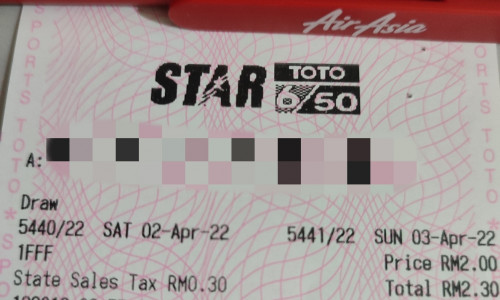 AirAsia
STAR TOTO 6/50
A:
Draw
5440/22 SAT 02-Apr-22 5441/22 SUN 03-Apr-22
1FFF
Price RM2.00
State Sales Tax RM0.30
Total RM2.30